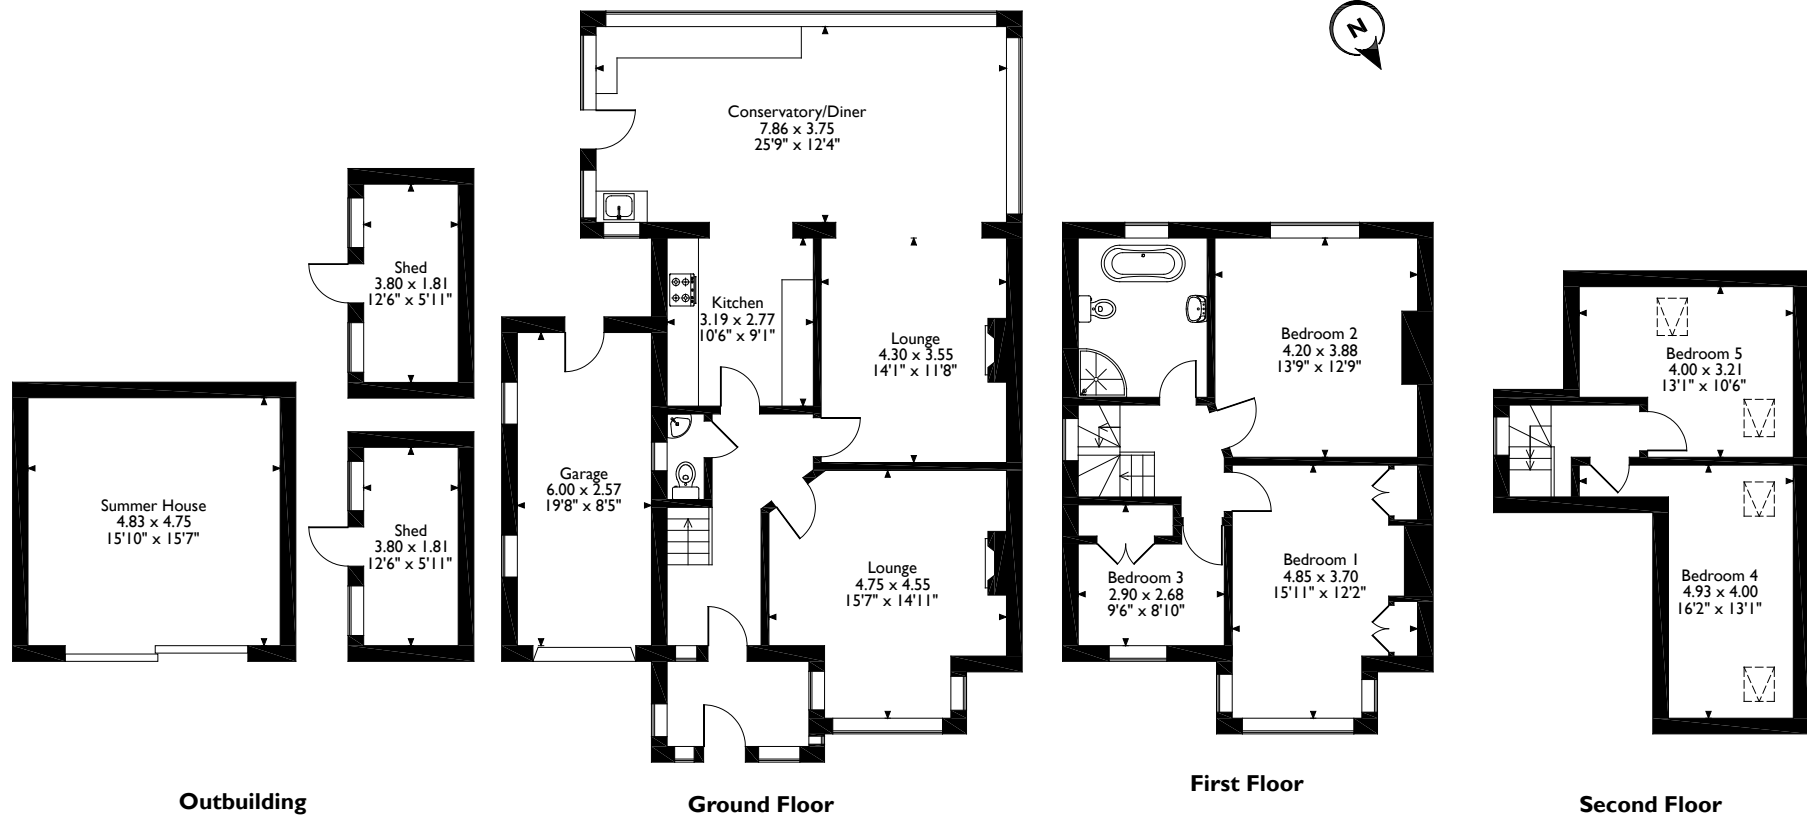 N
Conservatory/Diner
7.86 x 3.75
25'9" x 12'4"
Shed
3.80 x 1.81
12'6" x 5'11"
Kitchen
3.19 x 2.77
10'6" x 9'1"
Lounge
4.30 x 3.55
14'1" x 11'8"
Bedroom 2
4.20 x 3.88
13'9" x 12'9"
Bedroom 5
4.00 x 3.21
13'1" x 10'6"
Summer House
4.83 x 4.75
15'10" x 15'7"
Shed
3.80 x 1.81
12'6" x 5'11"
Garage
6.00 x 2.57
19'8" x 8'5"
Lounge
4.75 x 4.55
15'7" x 14'11"
Bedroom 3
2.90 x 2.68
9'6" x 8'10"
Bedroom 1
4.85 x 3.70
15'11" x 12'2"
Bedroom 4
4.93 x 4.00
16'2" x 13'1"
Outbuilding
Ground Floor
First Floor
Second Floor